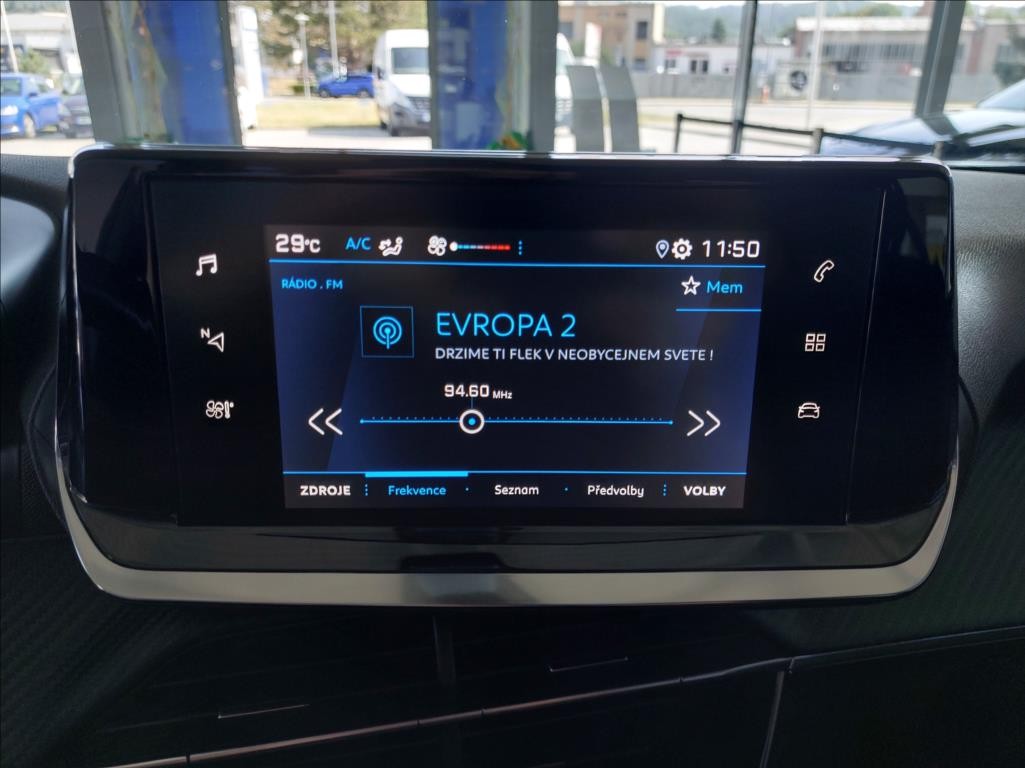 29°C A/C 11:50
RÁDIO . FM
Mem
EVROPA 2
DRZIME TI FLEK V NEOBYCEJNEM SVETE !
94.60 MHz
N
ZDROJE Frekvence Seznam Předvolby VOLBY